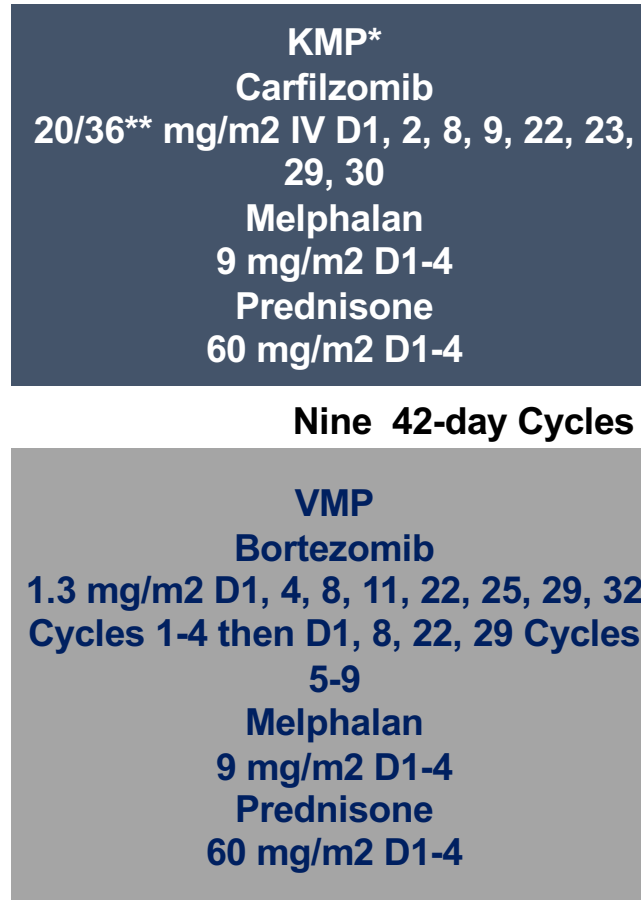 KMP*
Carfilzomib
20/36** mg/m2 IV D1, 2, 8, 9, 22, 23,
29, 30
Melphalan
9 mg/m2 D1-4
Prednisone
60 mg/m2 D1-4
Nine 42-day Cycles
VMP
Bortezomib
1.3 mg/m2 D1, 4, 8, 11, 22, 25, 29, 32
Cycles 1-4 then D1, 8, 22, 29 Cycles
5-9
Melphalan
9 mg/m2 D1-4
Prednisone
60 mg/m2 D1-4